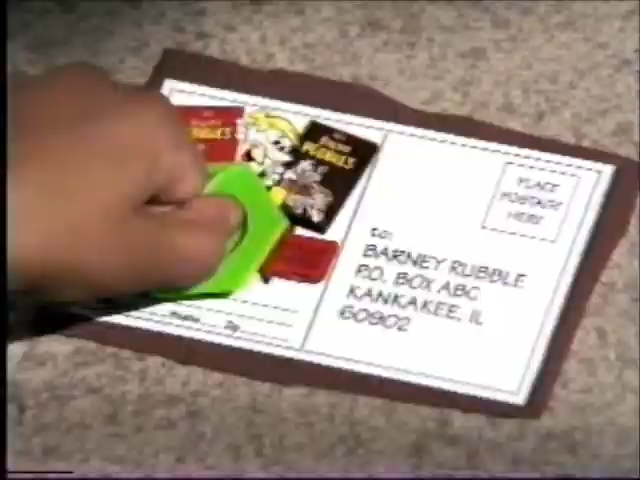 PEBBLES
PEBBLES
PLACE
POSTAGE
HERE
to:
BARNEY RUBBLE
P.O. BOX ABC
KANKAKEE, IL
60902